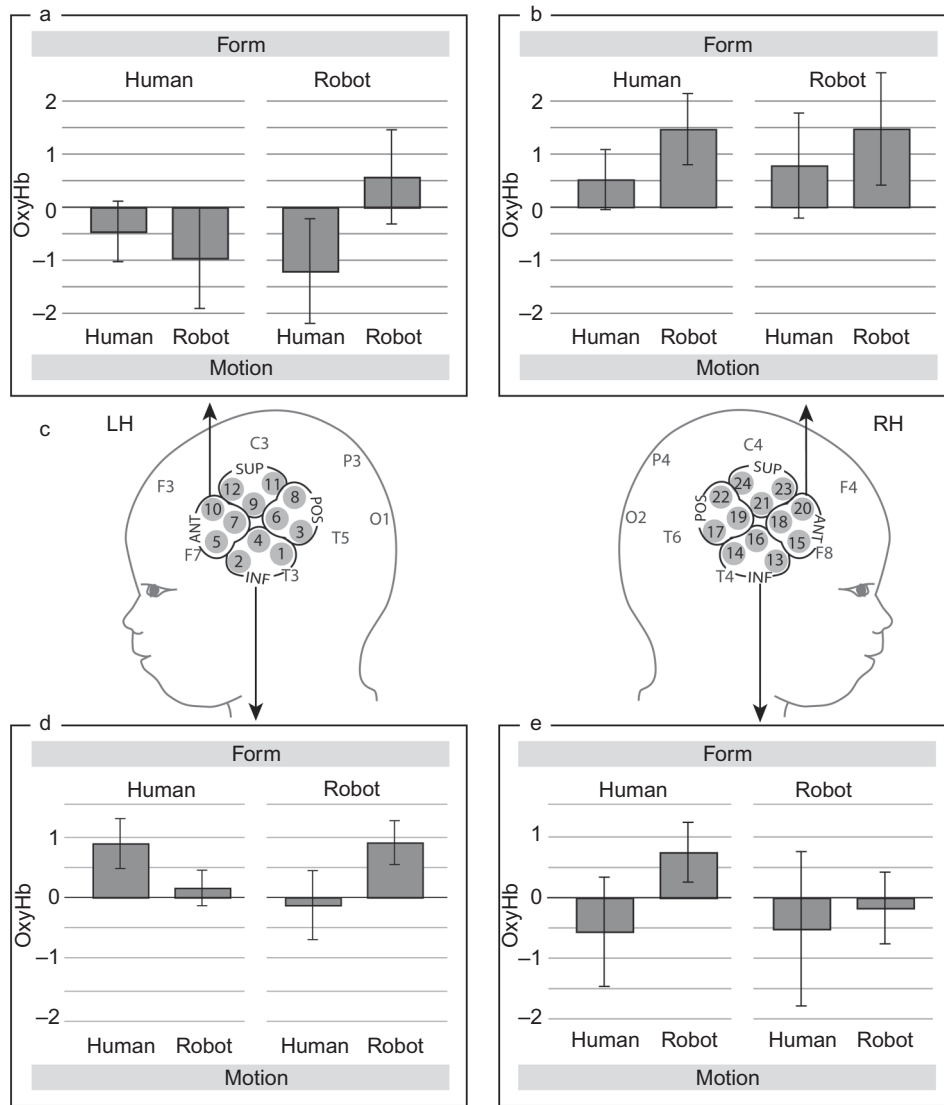 a
Form
Human Robot
2
1
0
–1
–2
OxyHb
Human Robot Human Robot
Motion
b
Form
Human Robot
2
1
0
–1
–2
OxyHb
Human Robot Human Robot
Motion
c
LH
C3
P3
F3
SUP
12 11
10 9 8
ANT 7 6 POS
5 4 3
O1
T5
F7 2 1
INF T3
RH
C4
P4
F4
SUP
24 23
22 21 20
POS 19 18 ANT
17 16 15
O2
T6
14 13 F8
T4 INF
d
Form
Human Robot
1
0
–1
–2
OxyHb
Human Robot Human Robot
Motion
e
Form
Human Robot
1
0
–1
–2
OxyHb
Human Robot Human Robot
Motion